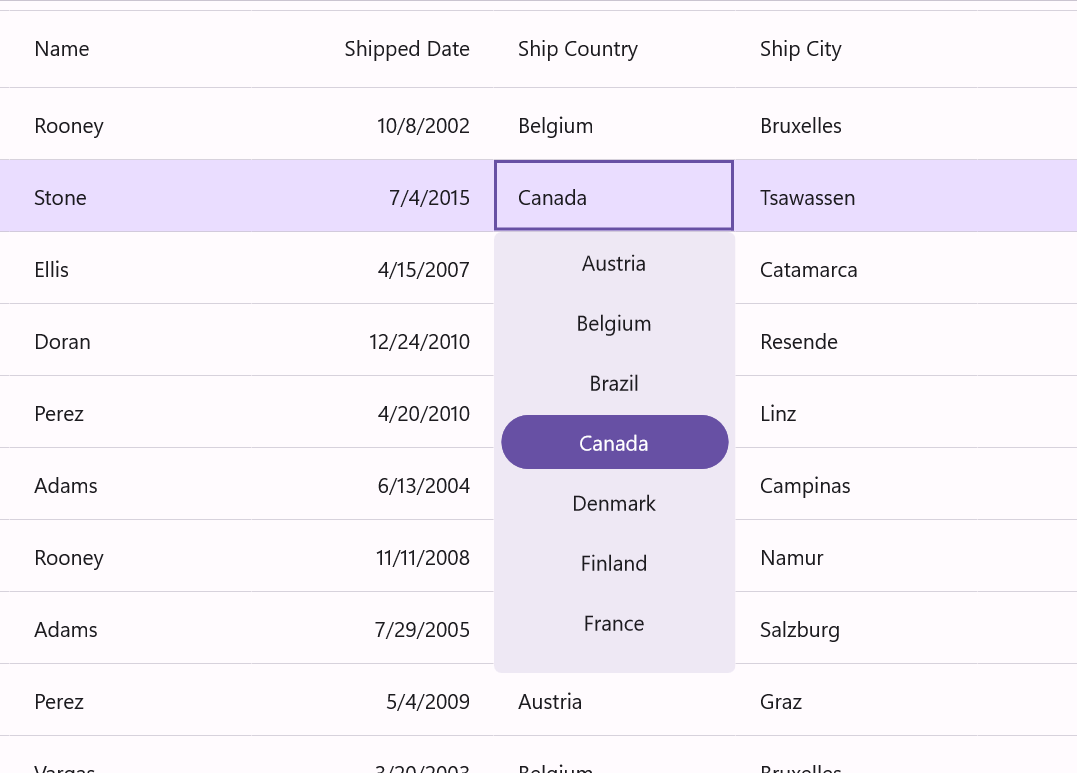 Name Shipped Date Ship Country Ship City
Rooney 10/8/2002 Belgium Bruxelles
Stone 7/4/2015 Canada Tsawassen
Ellis 4/15/2007 Austria Catamarca
Belgium
Doran 12/24/2010 Resende
Brazil
Perez 4/20/2010 Linz
Canada
Adams 6/13/2004 Campinas
Denmark
Rooney 11/11/2008 Finland Namur
Adams 7/29/2005 France Salzburg
Perez 5/4/2009 Austria Graz
Vargas 3/20/2003 Belgium Bruxelles